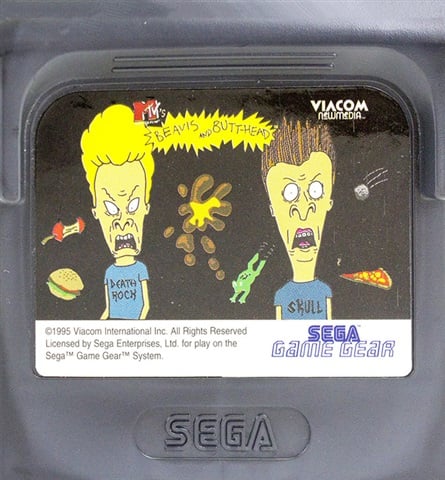 MTV's
BEAVIS AND BUTT-HEAD
VIACOM
NEWMEDIA
DEATH
ROCK
SKULL
©1995 Viacom International Inc. All Rights Reserved
Licensed by Sega Enterprises, Ltd. for play on the
Sega™ Game Gear™ System.
SEGA
GAME GEAR
SEGA